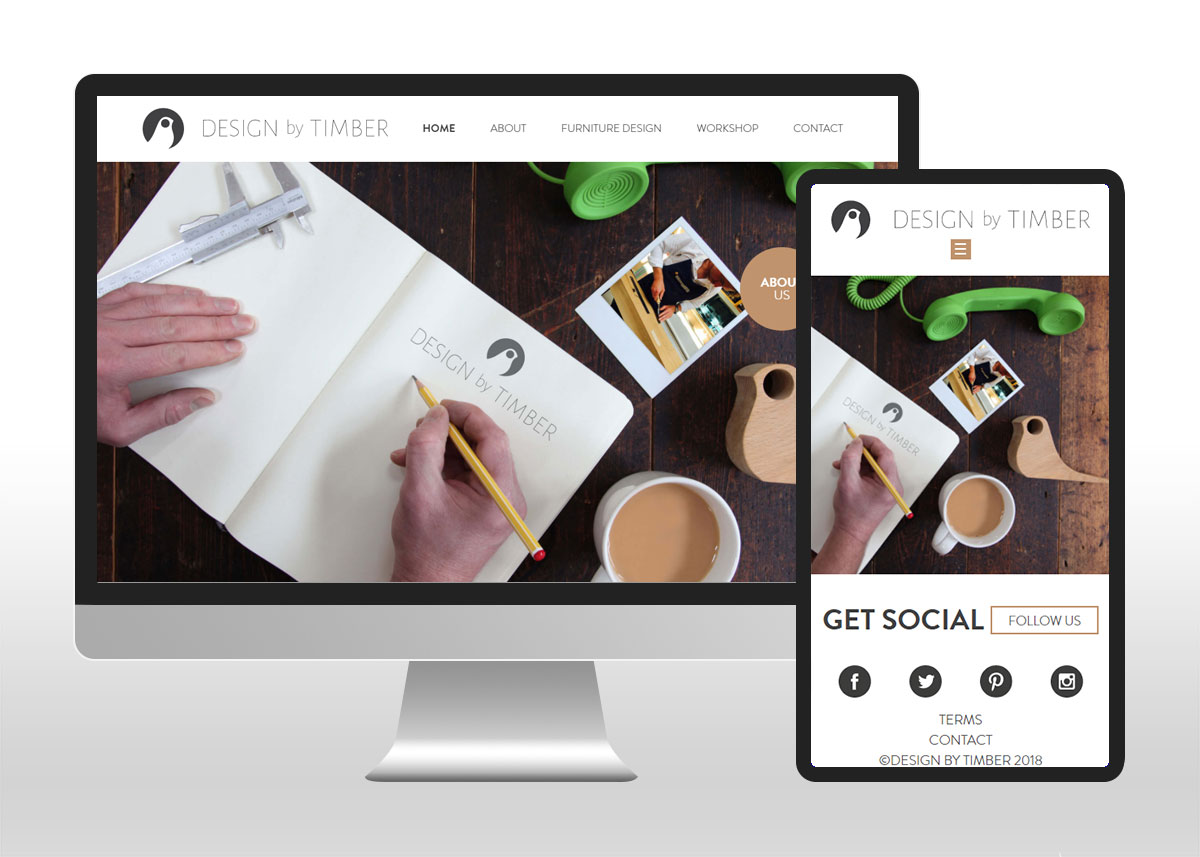 DESIGN by TIMBER
HOME
ABOUT
FURNITURE DESIGN
WORKSHOP
CONTACT
DESIGN by TIMBER
ABOU
US
DESIGN by TIMBER
DESIGN by TIMBER
GET SOCIAL
FOLLOW US
TERMS
CONTACT
©DESIGN BY TIMBER 2018